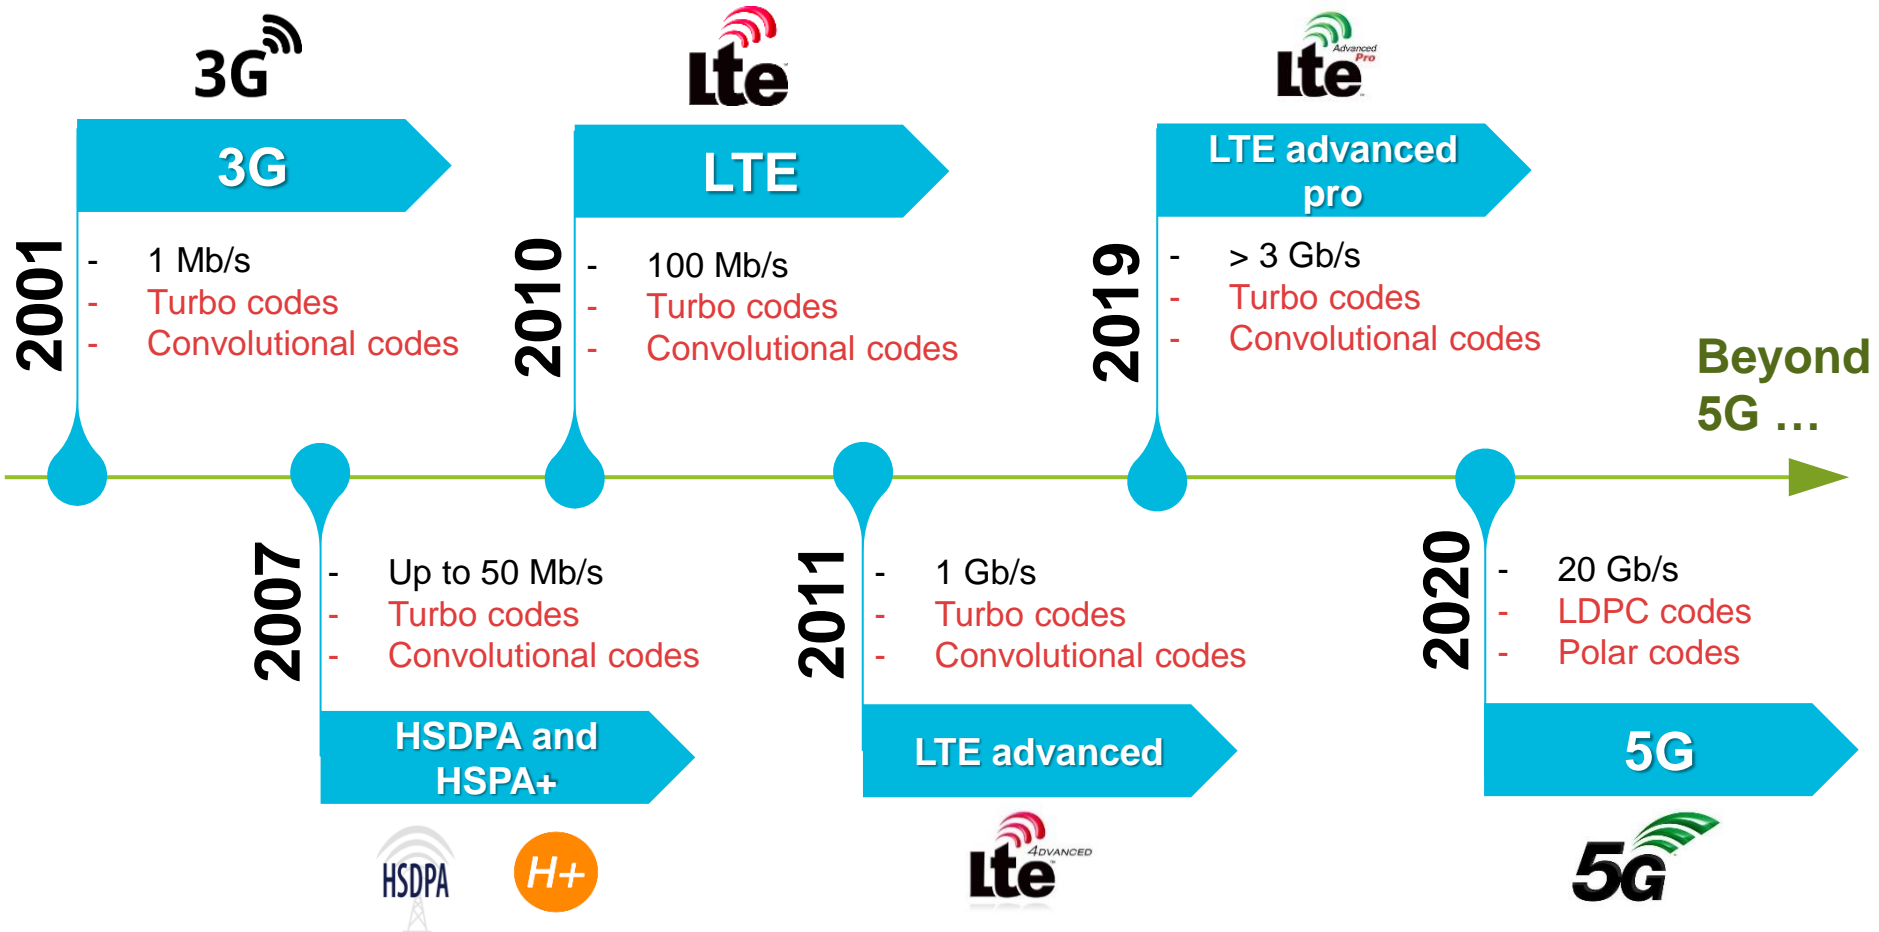 3G
3G
2001
- 1 Mb/s
- Turbo codes
- Convolutional codes
HSDPA and
HSPA+
2007
- Up to 50 Mb/s
- Turbo codes
- Convolutional codes
HSDPA
H+
Lte
LTE
2010
- 100 Mb/s
- Turbo codes
- Convolutional codes
2011
- 1 Gb/s
- Turbo codes
- Convolutional codes
LTE advanced
4DVANCED
Lte
Advanced
Pro
Lte
LTE advanced
pro
2019
- > 3 Gb/s
- Turbo codes
- Convolutional codes
2020
- 20 Gb/s
- LDPC codes
- Polar codes
5G
5G
Beyond
5G ...